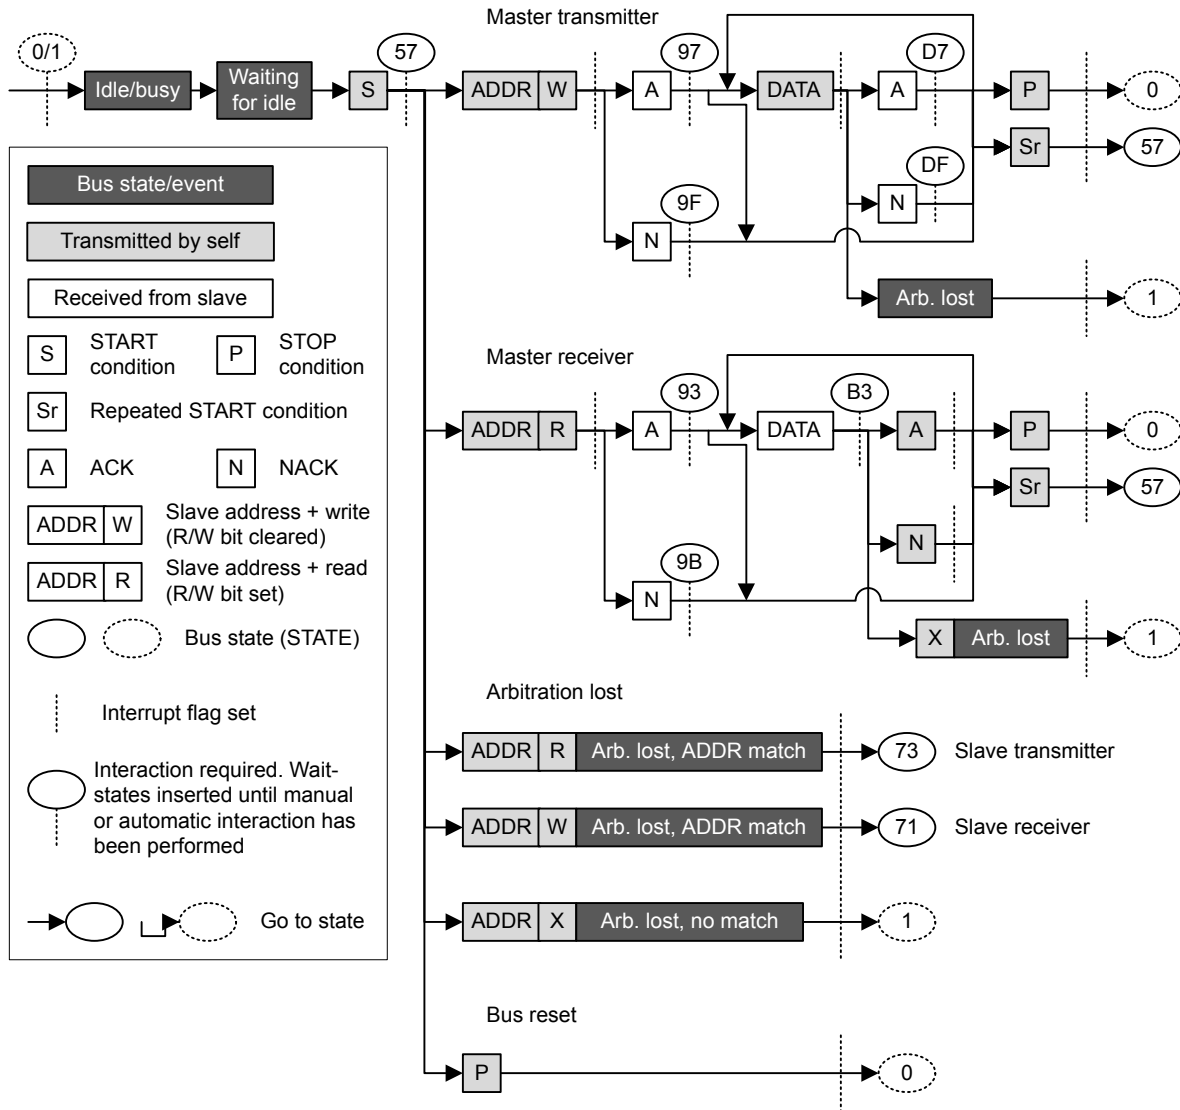 Master transmitter
0/1
57
97
D7
Idle/busy
Waiting
for idle
S
ADDR W
A
DATA
A
P
0
Sr
57
DF
N
9F
N
Arb. lost
1
Bus state/event
Transmitted by self
Received from slave
S START
condition
P STOP
condition
Sr Repeated START condition
A ACK
N NACK
ADDR W Slave address + write
(R/W bit cleared)
ADDR R Slave address + read
(R/W bit set)
Bus state (STATE)
Interrupt flag set
Interaction required. Wait-
states inserted until manual
or automatic interaction has
been performed
Go to state
Master receiver
93
B3
ADDR R
A
DATA
A
P
0
Sr
57
N
9B
N
X Arb. lost
1
Arbitration lost
ADDR R Arb. lost, ADDR match
73 Slave transmitter
ADDR W Arb. lost, ADDR match
71 Slave receiver
ADDR X Arb. lost, no match
1
Bus reset
P
0